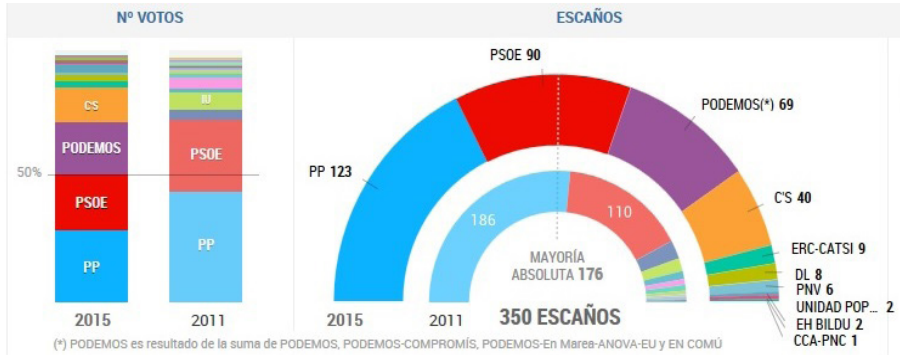 Nº VOTOS
ESCAÑOS
CS
PODEMOS
50%
PSOE
PP
2015
IU
PSOE
PP
2011
PSOE 90
PODEMOS(*) 69
PP 123
C'S 40
186
110
ERC-CATSI 9
DL 8
PNV 6
UNIDAD POP... 2
EH BILDU 2
CCA-PNC 1
MAYORÍA
ABSOLUTA 176
2015
2011
350 ESCAÑOS
(*) PODEMOS es resultado de la suma de PODEMOS, PODEMOS-COMPROMÍS, PODEMOS-En Marea-ANOVA-EU y EN COMÚ